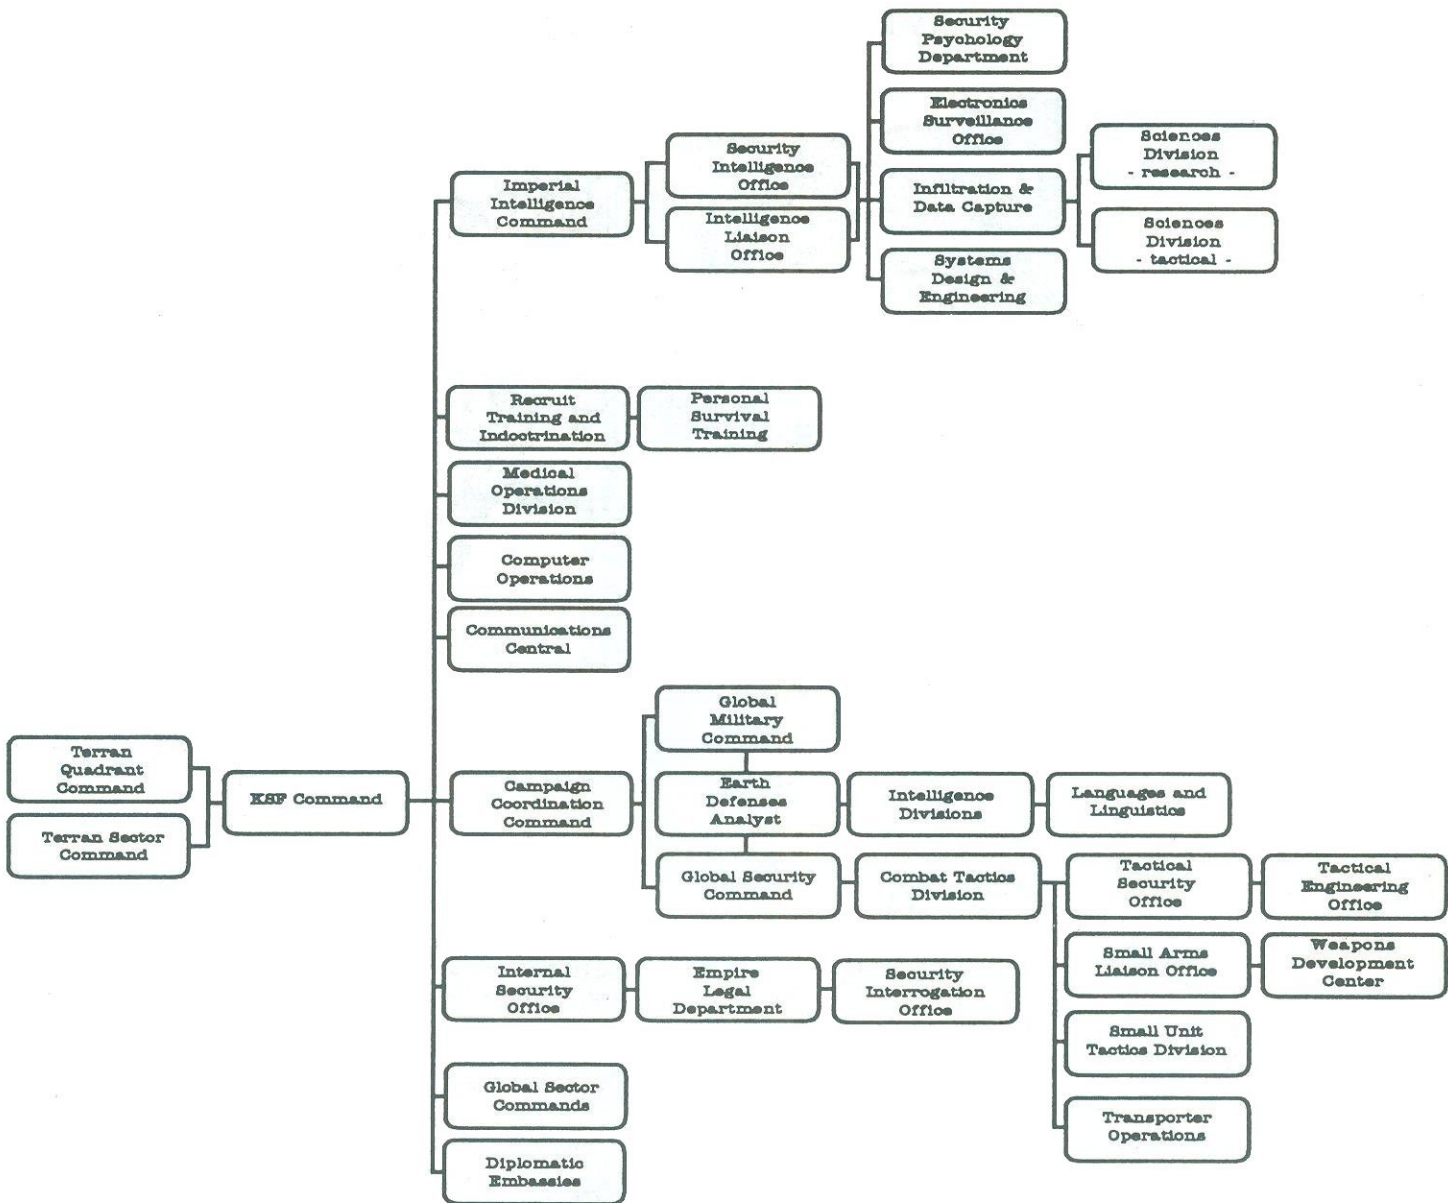 Security
Psychology
Department
Electronics
Surveillance
Office
Security
Intelligence
Office
Sciences
Division
- research -
Imperial
Intelligence
Command
Infiltration &
Data Capture
Intelligence
Liaison
Office
Sciences
Division
- tactical -
Systems
Design &
Engineering
Recruit
Training and
Indoctrination
Personal
Survival
Training
Medical
Operations
Division
Computer
Operations
Communications
Central
Global
Military
Command
Terran
Quadrant
Command
Terran Sector
Command
KSF Command
Campaign
Coordination
Command
Earth
Defenses
Analyst
Intelligence
Divisions
Languages and
Linguistics
Global Security
Command
Combat Tactics
Division
Tactical
Security
Office
Tactical
Engineering
Office
Small Arms
Liaison Office
Weapons
Development
Center
Internal
Security
Office
Empire
Legal
Department
Security
Interrogation
Office
Small Unit
Tactics Division
Global Sector
Commands
Transporter
Operations
Diplomatic
Embassies